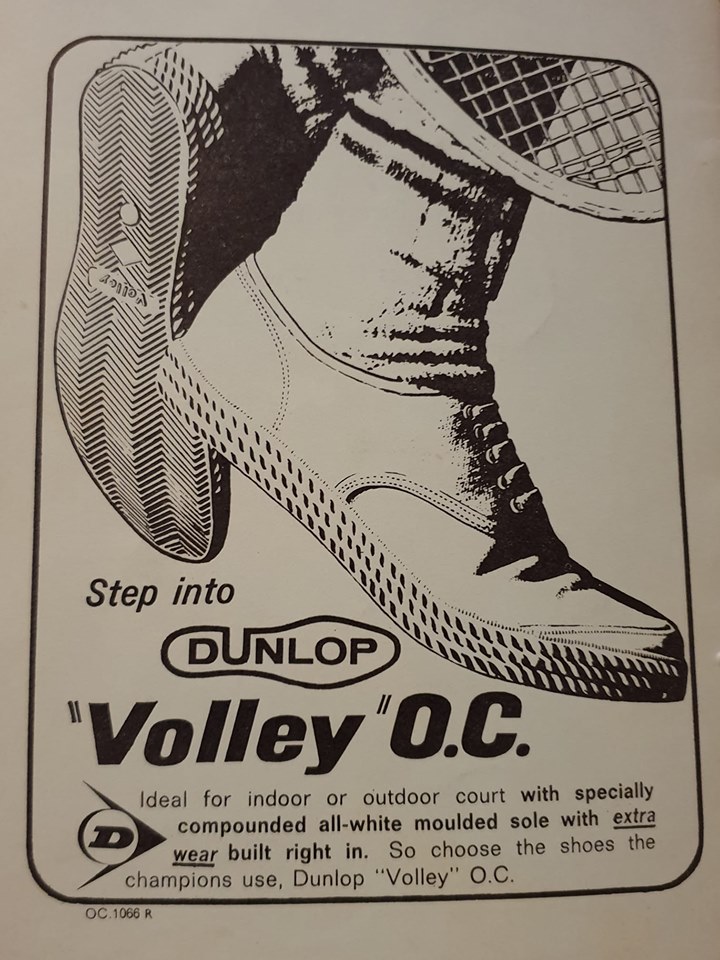 Volley
Step into
DUNLOP
"Volley" O.C.
D
Ideal for indoor or outdoor court with specially
compounded all-white moulded sole with extra
wear built right in. So choose the shoes the
champions use, Dunlop "Volley" O.C.
OC.1066 R